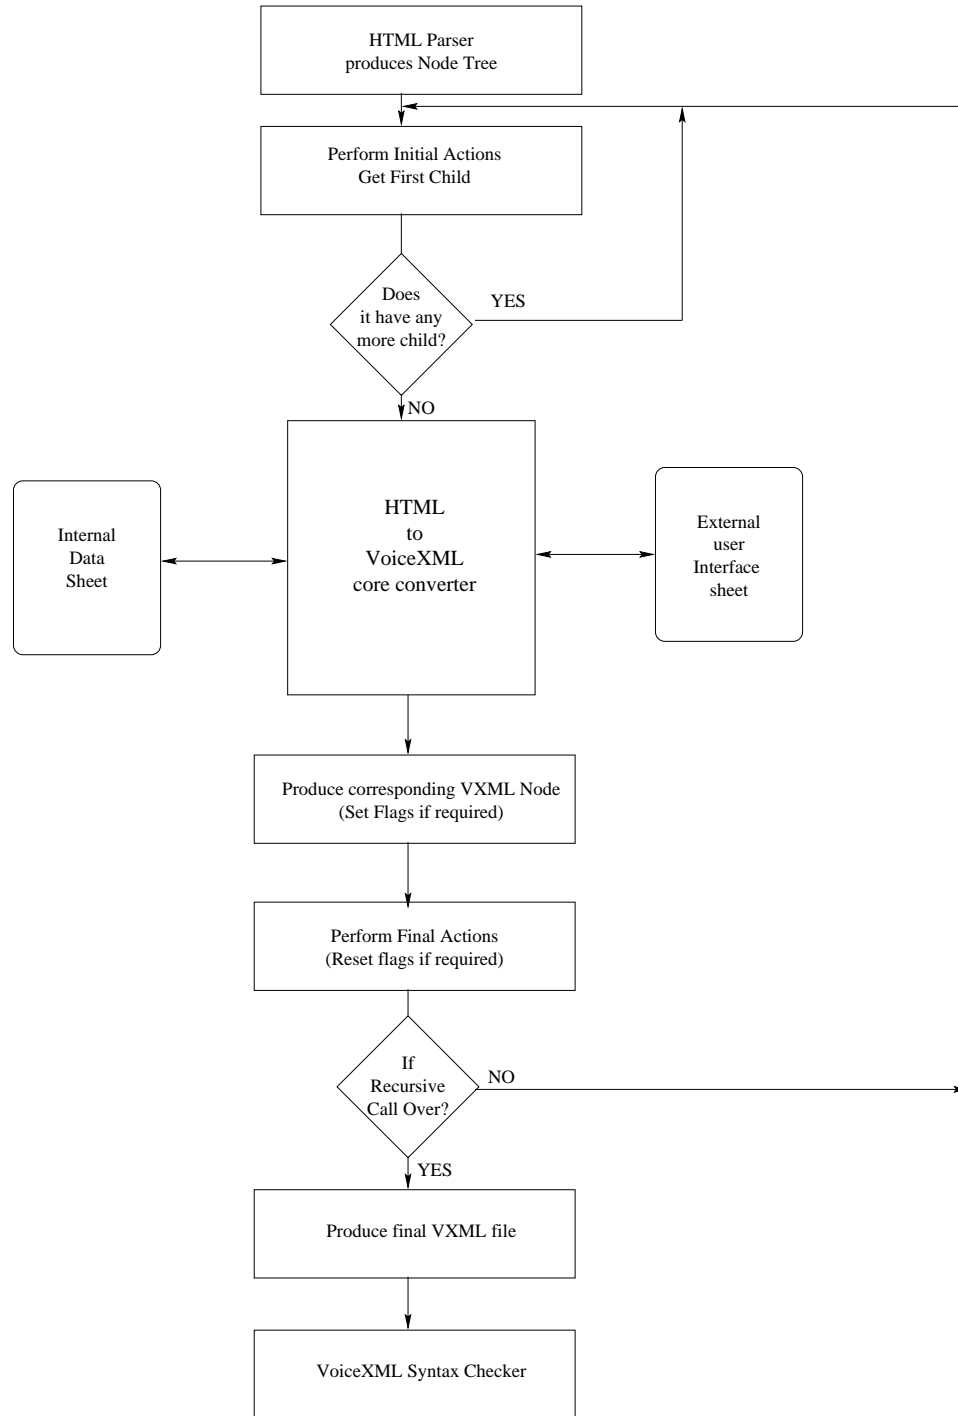 HTML Parser
produces Node Tree
Perform Initial Actions
Get First Child
Does
it have any
more child?
YES
NO
HTML
to
VoiceXML
core converter
Internal
Data
Sheet
External
user
Interface
sheet
Produce corresponding VXML Node
(Set Flags if required)
Perform Final Actions
(Reset flags if required)
If
Recursive
Call Over?
NO
YES
Produce final VXML file
VoiceXML Syntax Checker